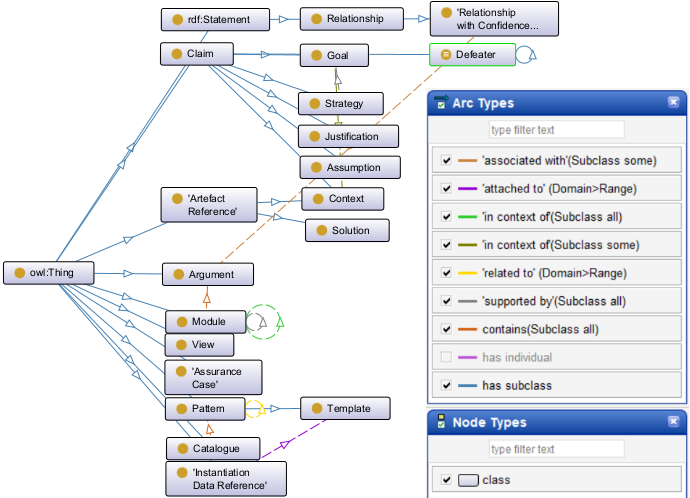 rdf:Statement
Relationship
'Relationship
with Confidence...
Claim
Goal
Defeater
Strategy
Justification
Assumption
'Artefact
Reference'
Context
Solution
owl:Thing
Argument
Module
View
'Assurance
Case'
Pattern
Template
Catalogue
'Instantiation
Data Reference'
Arc Types
type filter text
'associated with'(Subclass some)
'attached to' (Domain>Range)
'in context of'(Subclass all)
'in context of'(Subclass some)
'related to' (Domain>Range)
'supported by'(Subclass all)
contains(Subclass all)
has individual
has subclass
Node Types
type filter text
class